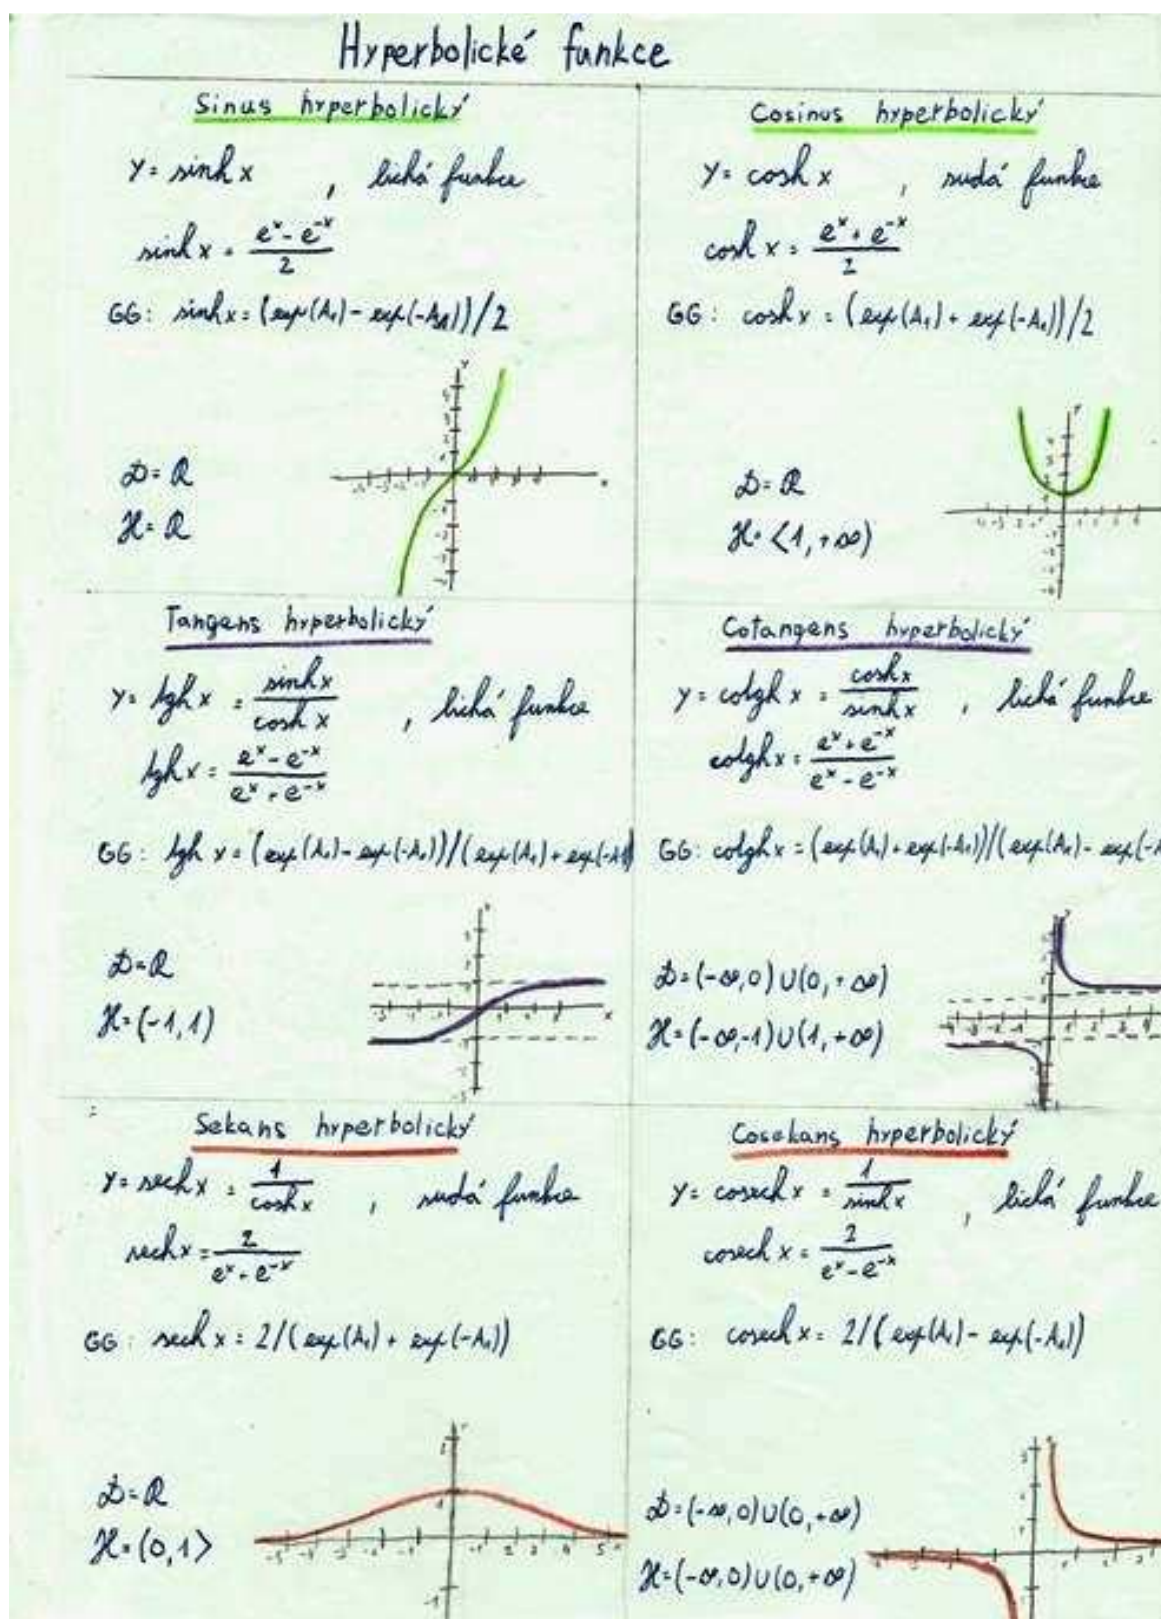 Hyperbolické funkce
Sinus hyperbolický
y = sinh x , lichá funkce
sinh x = (e^x - e^-x)/2
GG: sinh x = (exp(A1) - exp(-A1))/2
D = R
H = R
Cosinus hyperbolický
y = cosh x , sudá funkce
cosh x = (e^x + e^-x)/2
GG: cosh x = (exp(A1) + exp(-A1))/2
D = R
H = <1, +∞)
Tangens hyperbolický
y = tgh x = sinh x / cosh x , lichá funkce
tgh x = (e^x - e^-x)/(e^x + e^-x)
GG: tgh x = (exp(A1) - exp(-A1))/(exp(A1) + exp(-A1))
D = R
H = (-1, 1)
Cotangens hyperbolický
y = cotgh x = cosh x / sinh x , lichá funkce
cotgh x = (e^x + e^-x)/(e^x - e^-x)
GG: cotgh x = (exp(A1) + exp(-A1))/(exp(A1) - exp(-A
D = (-∞, 0) ∪ (0, +∞)
H = (-∞, -1) ∪ (1, +∞)
Sekans hyperbolický
y = sech x = 1 / cosh x , sudá funkce
sech x = 2/(e^x + e^-x)
GG: sech x = 2/(exp(A1) + exp(-A1))
D = R
H = (0, 1>
Cosekans hyperbolický
y = cosech x = 1 / sinh x , lichá funkce
cosech x = 2/(e^x - e^-x)
GG: cosech x = 2/(exp(A1) - exp(-A1))
D = (-∞, 0) ∪ (0, +∞)
H = (-∞, 0) ∪ (0, +∞)